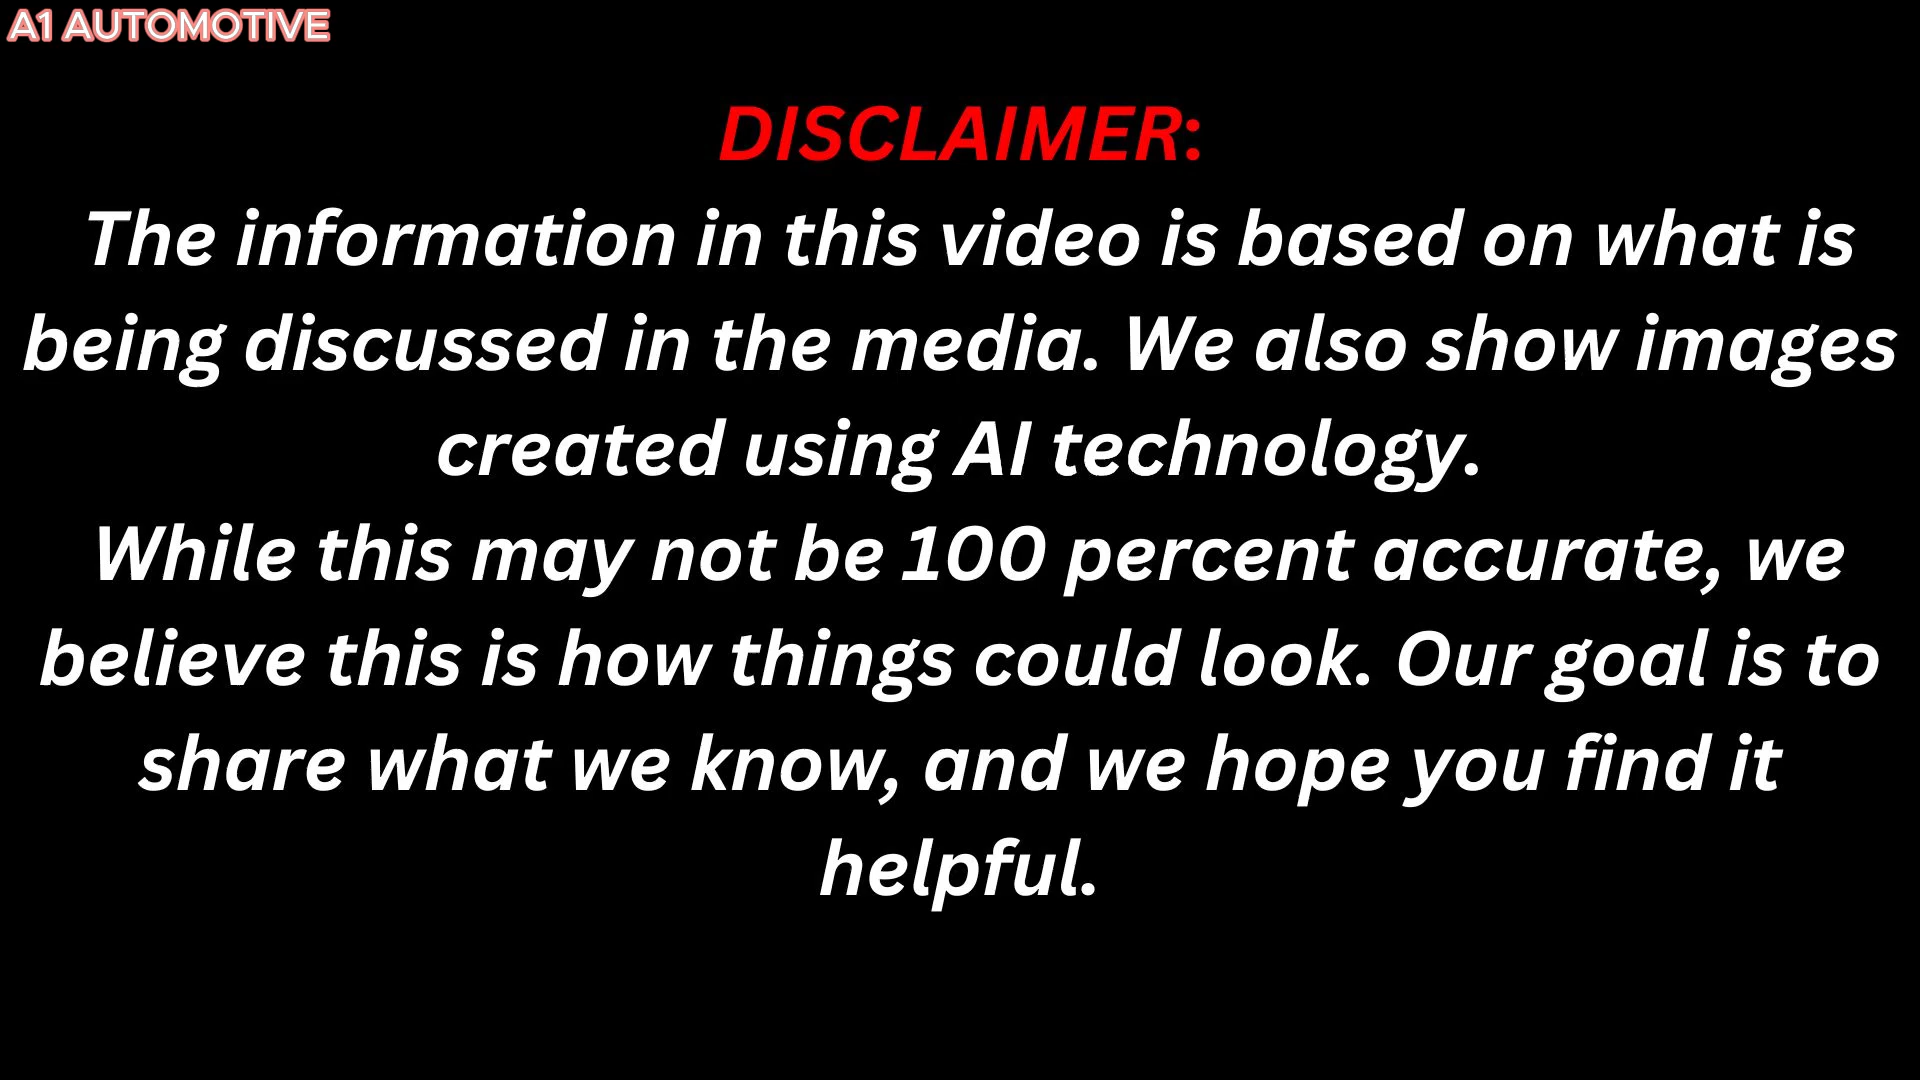 A1 AUTOMOTIVE
DISCLAIMER:
The information in this video is based on what is
being discussed in the media. We also show images
created using AI technology.
While this may not be 100 percent accurate, we
believe this is how things could look. Our goal is to
share what we know, and we hope you find it
helpful.